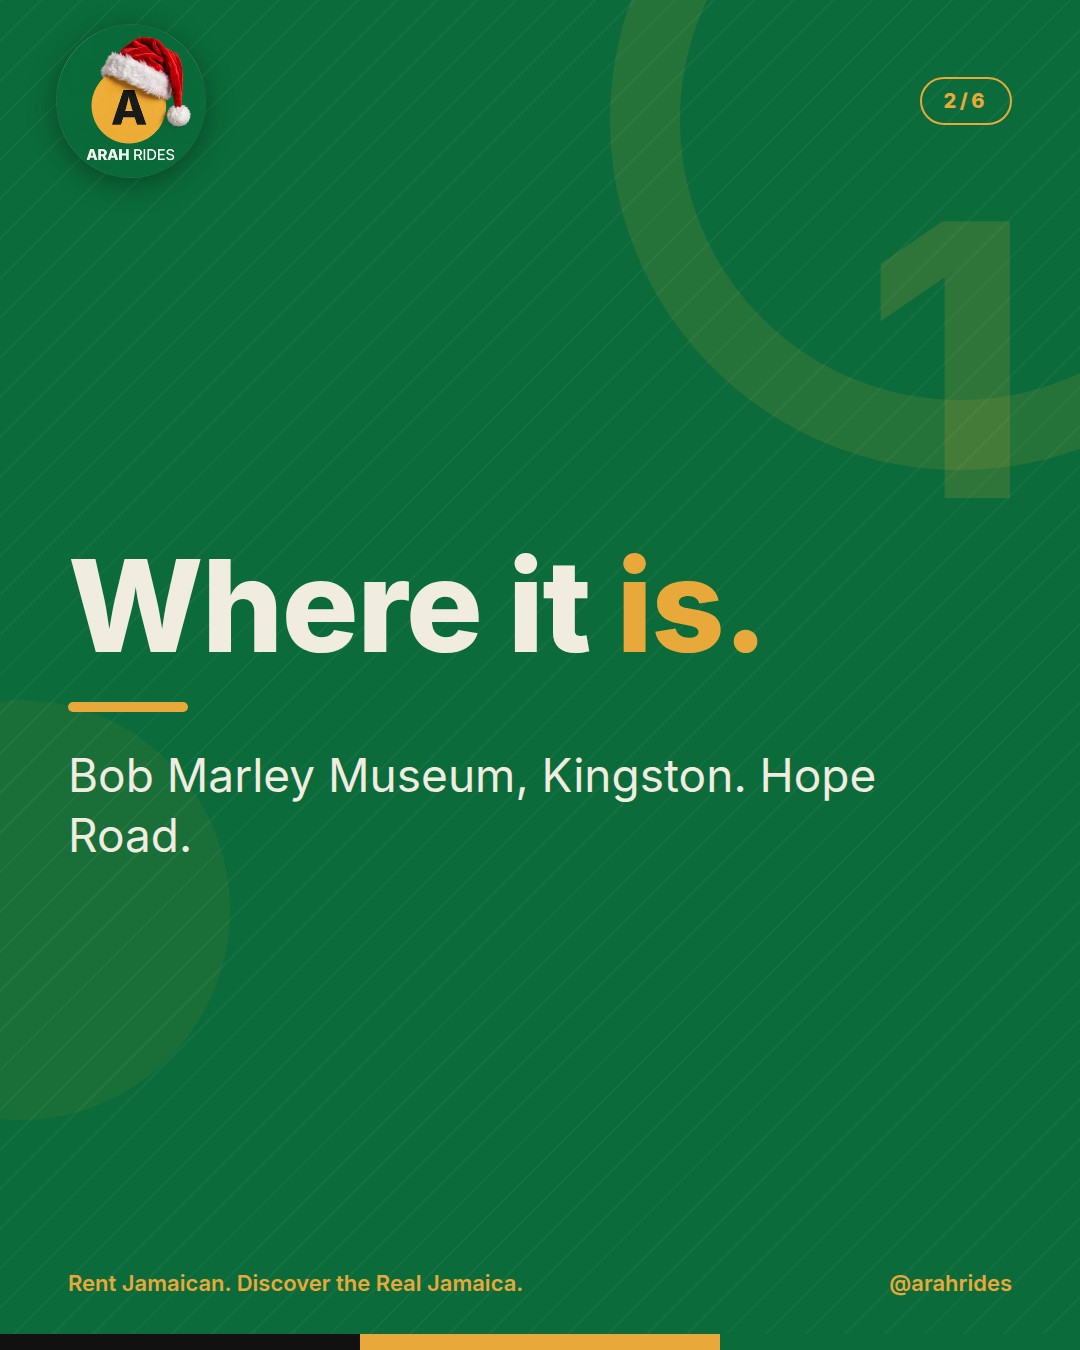 A
ARAH RIDES
2/6
1
Where it is.
Bob Marley Museum, Kingston. Hope
Road.
Rent Jamaican. Discover the Real Jamaica.
@arahrides